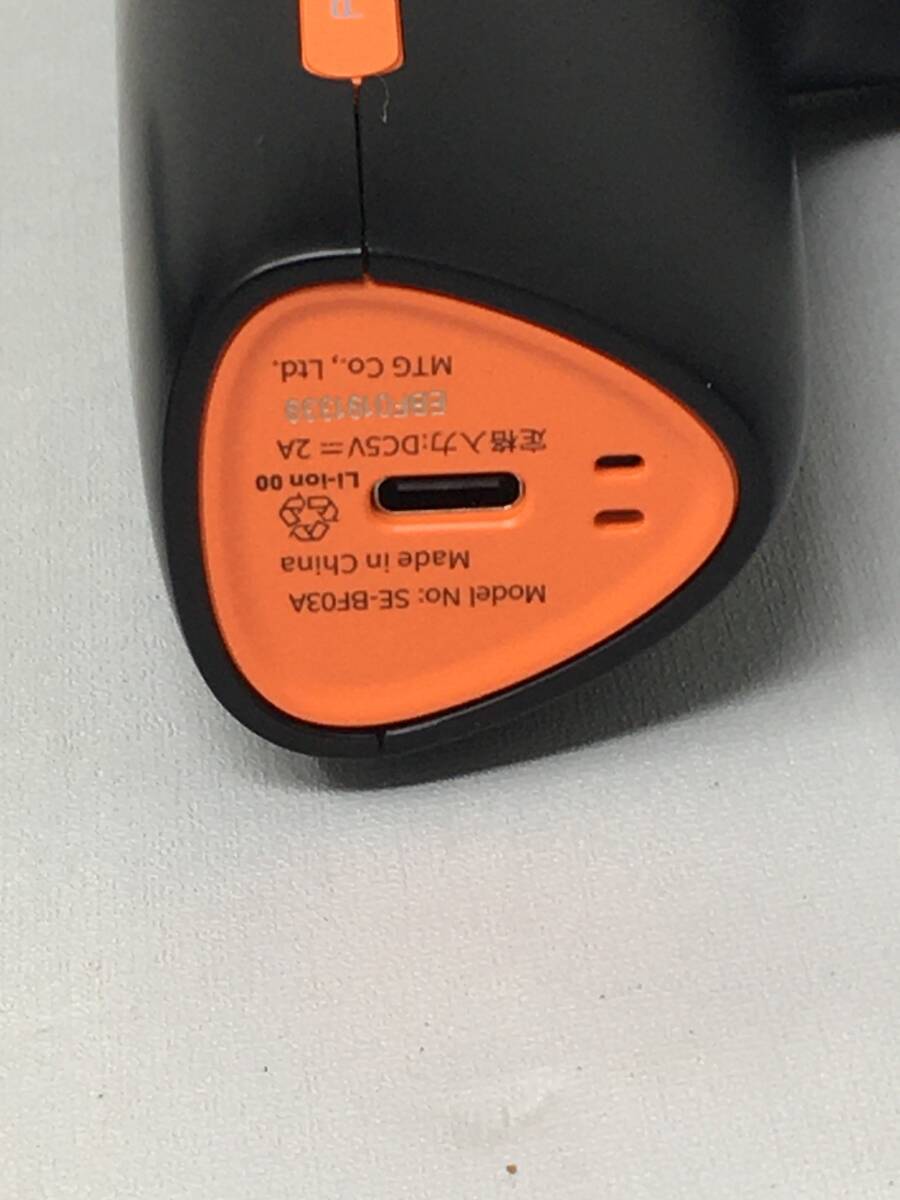 Model No: SE-BF03A
Made in China
Li-ion 00
定格入力:DC5V⎓2A
EBF0191339
MTG Co., Ltd.